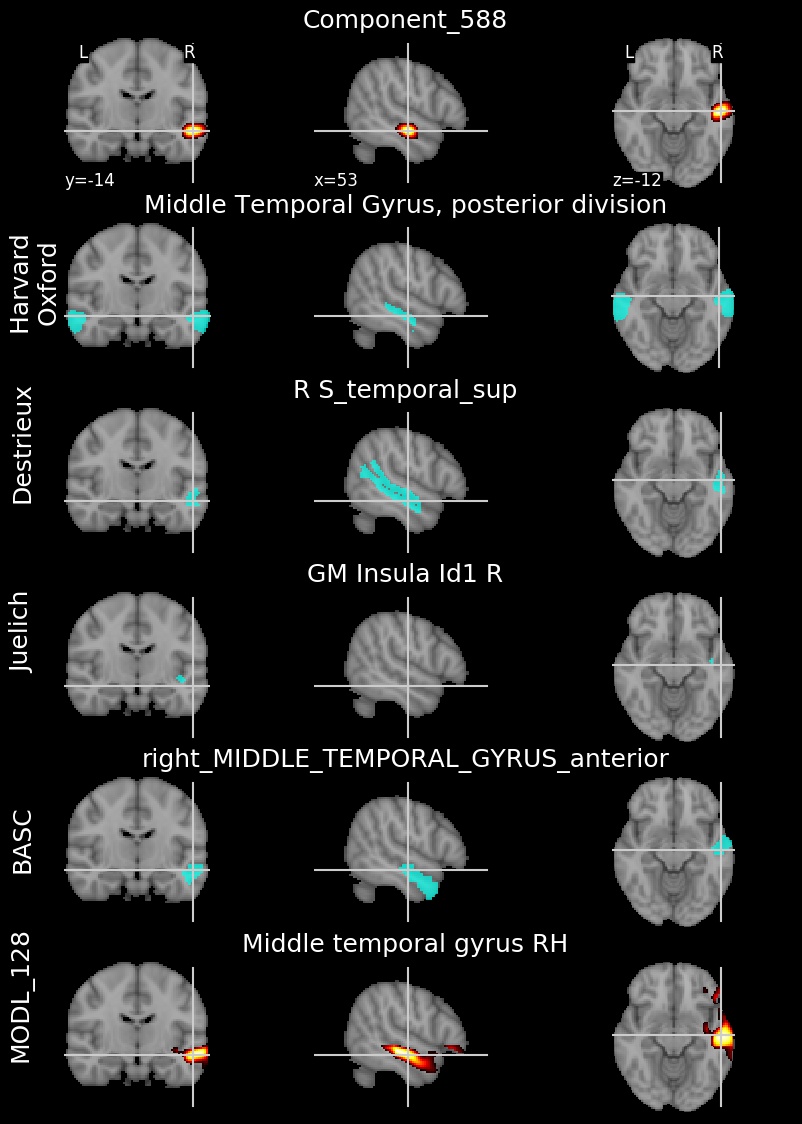 Component_588
L R L R
y=-14 x=53 z=-12
Middle Temporal Gyrus, posterior division
Harvard
Oxford
R S_temporal_sup
Destrieux
GM Insula Id1 R
Juelich
right_MIDDLE_TEMPORAL_GYRUS_anterior
BASC
Middle temporal gyrus RH
MODL_128